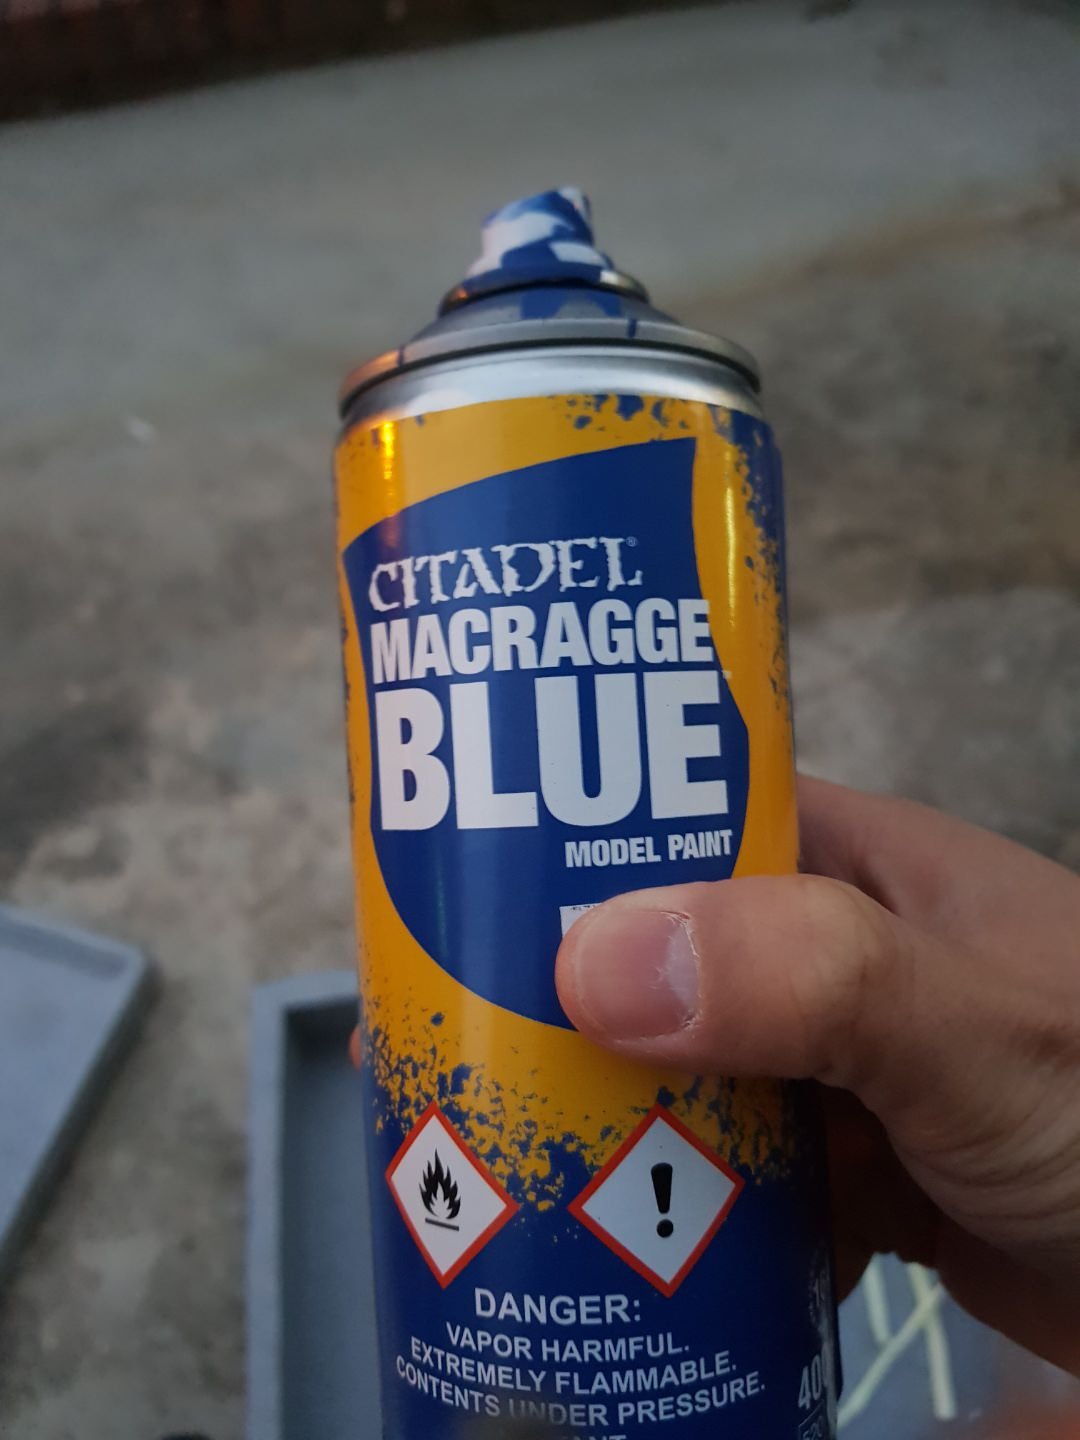 CITADEL®
MACRAGGE
BLUE
MODEL PAINT
DANGER:
VAPOR HARMFUL.
EXTREMELY FLAMMABLE.
CONTENTS UNDER PRESSURE.